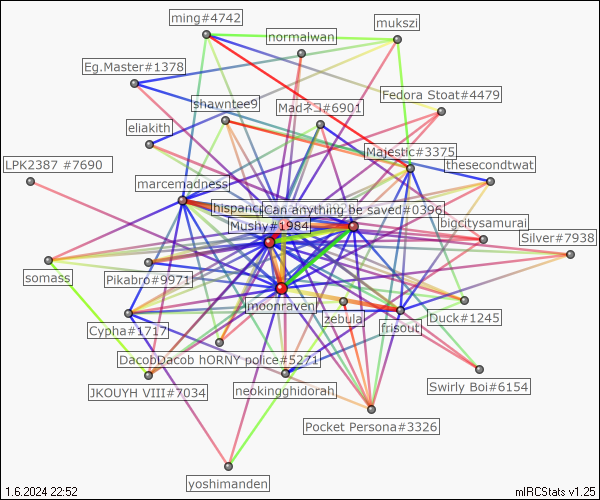 ming#4742
mukszi
normalwan
Eg.Master#1378
Fedora Stoat#4479
shawntee9
Madネコ#6901
eliakith
Majestic#3375
LPK2387 #7690
thesecondtwat
marcemadness
Can anything be saved#0396
Mushy#1984
bigcitysamurai
Silver#7938
somass
Pikabro#9971
moonraven
zebula
Duck#1245
Cypha#1717
frisout
DacobDacob hORNY police#5271
Swirly Boi#6154
JKOUYH VIII#7034
neokingghidorah
Pocket Persona#3326
yoshimanden
1.6.2024 22:52
mIRCStats v1.25